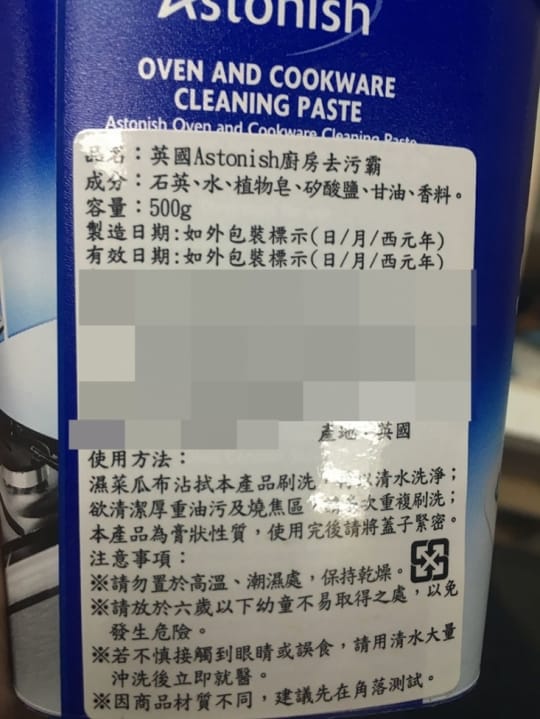 Astonish
OVEN AND COOKWARE
CLEANING PASTE
Astonish Oven and Cookware Cleaning Paste
品名：英國Astonish廚房去污霸
成分：石英、水、植物皂、矽酸鹽、甘油、香料。
容量：500g
製造日期:如外包裝標示(日/月/西元年)
有效日期:如外包裝標示(日/月/西元年)
產地：英國
使用方法：
濕菜瓜布沾拭本產品刷洗，以清水洗淨；
欲清潔厚重油污及燒焦區，多次重複刷洗；
本產品為膏狀性質，使用完後請將蓋子緊密。
注意事項：
※請勿置於高溫、潮濕處，保持乾燥。
※請放於六歲以下幼童不易取得之處，以免
發生危險。
※若不慎接觸到眼睛或誤食，請用清水大量
沖洗後立即就醫。
※因商品材質不同，建議先在角落測試。